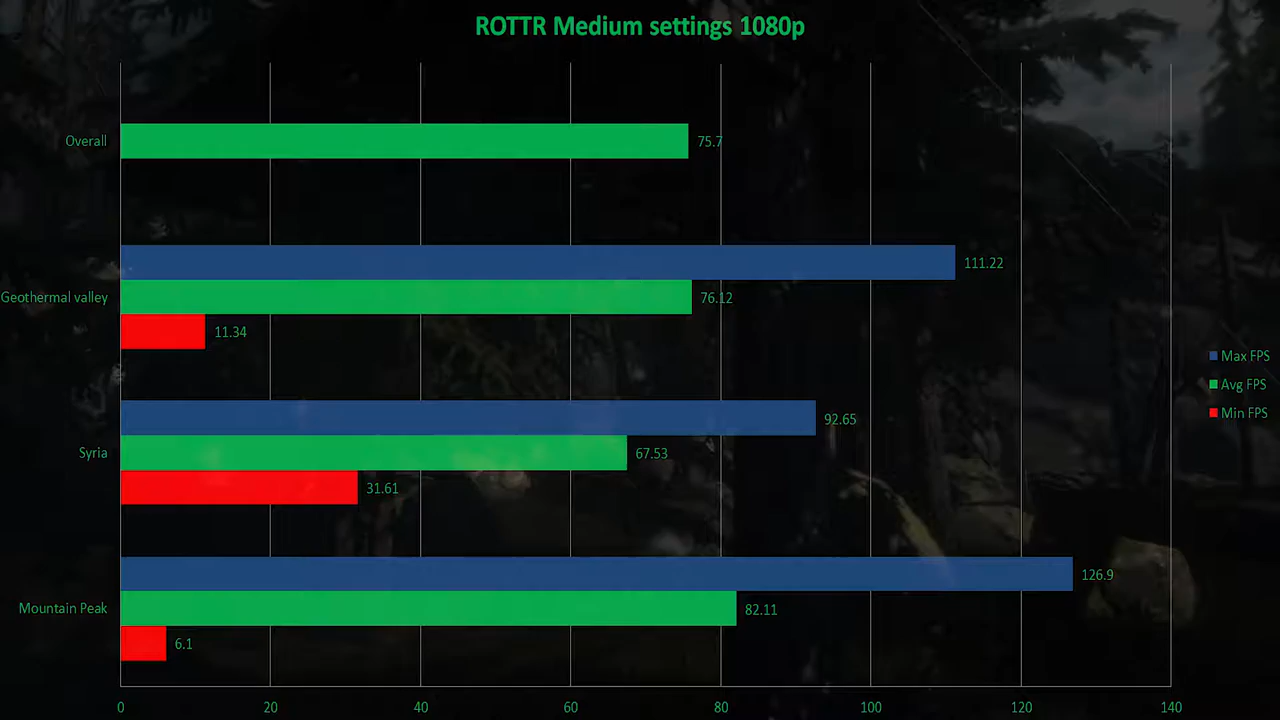 ROTTR Medium settings 1080p
Overall
75.7
111.22
Geothermal valley
76.12
11.34
Max FPS
Avg FPS
Min FPS
92.65
Syria
67.53
31.61
126.9
Mountain Peak
82.11
6.1
0 20 40 60 80 100 120 140